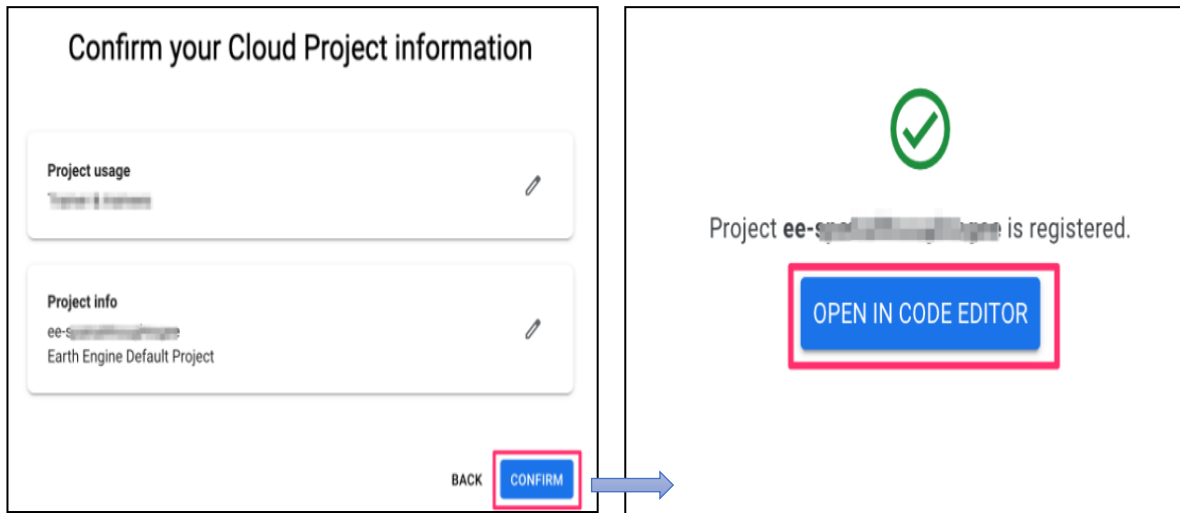 Confirm your Cloud Project information
Project usage
Project info
Earth Engine Default Project
BACK
CONFIRM
Project ee- is registered.
OPEN IN CODE EDITOR